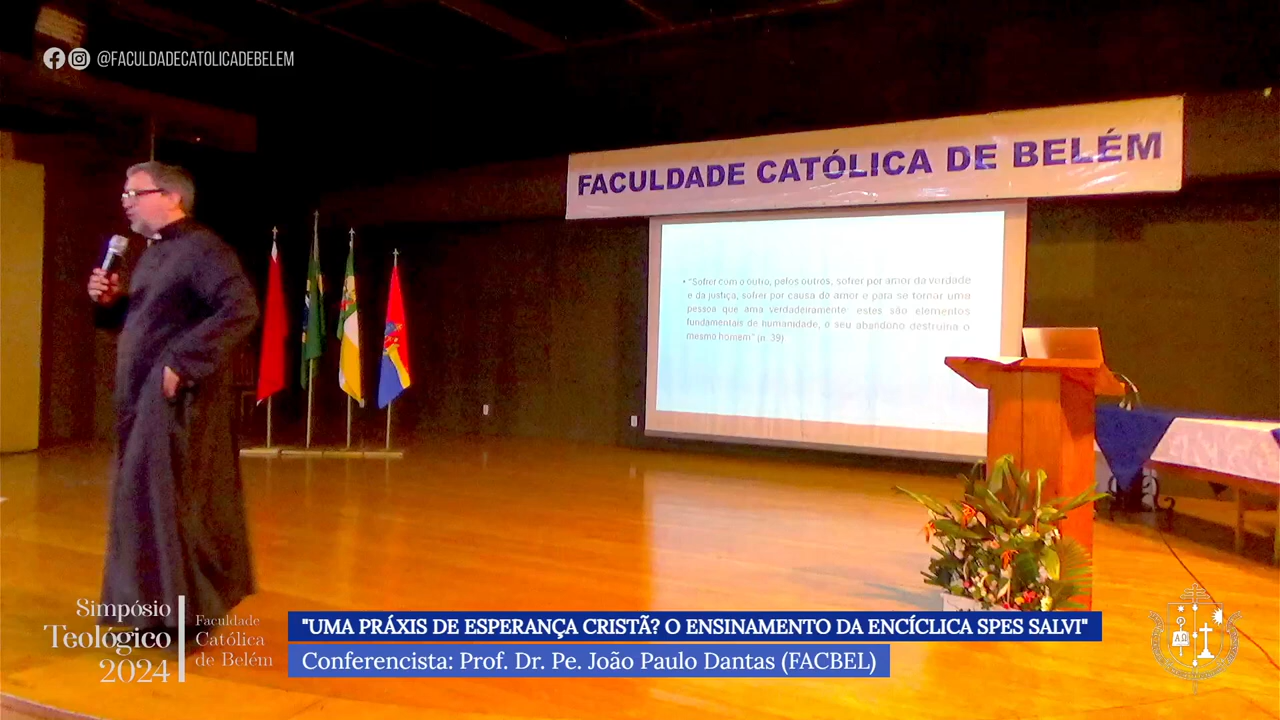 @FACULDADECATOLICADEBELEM
FACULDADE CATÓLICA DE BELÉM
• "Sofrer com o outro, pelos outros, sofrer por amor da verdade
e da justiça, sofrer por causa do amor e para se tornar uma
pessoa que ama verdadeiramente: estes são elementos
fundamentais de humanidade, o seu abandono destruiria o
mesmo homem" (n. 39)
Simpósio
Teológico
2024
Faculdade
Católica
de Belém
"UMA PRÁXIS DE ESPERANÇA CRISTÃ? O ENSINAMENTO DA ENCÍCLICA SPES SALVI"
Conferencista: Prof. Dr. Pe. João Paulo Dantas (FACBEL)